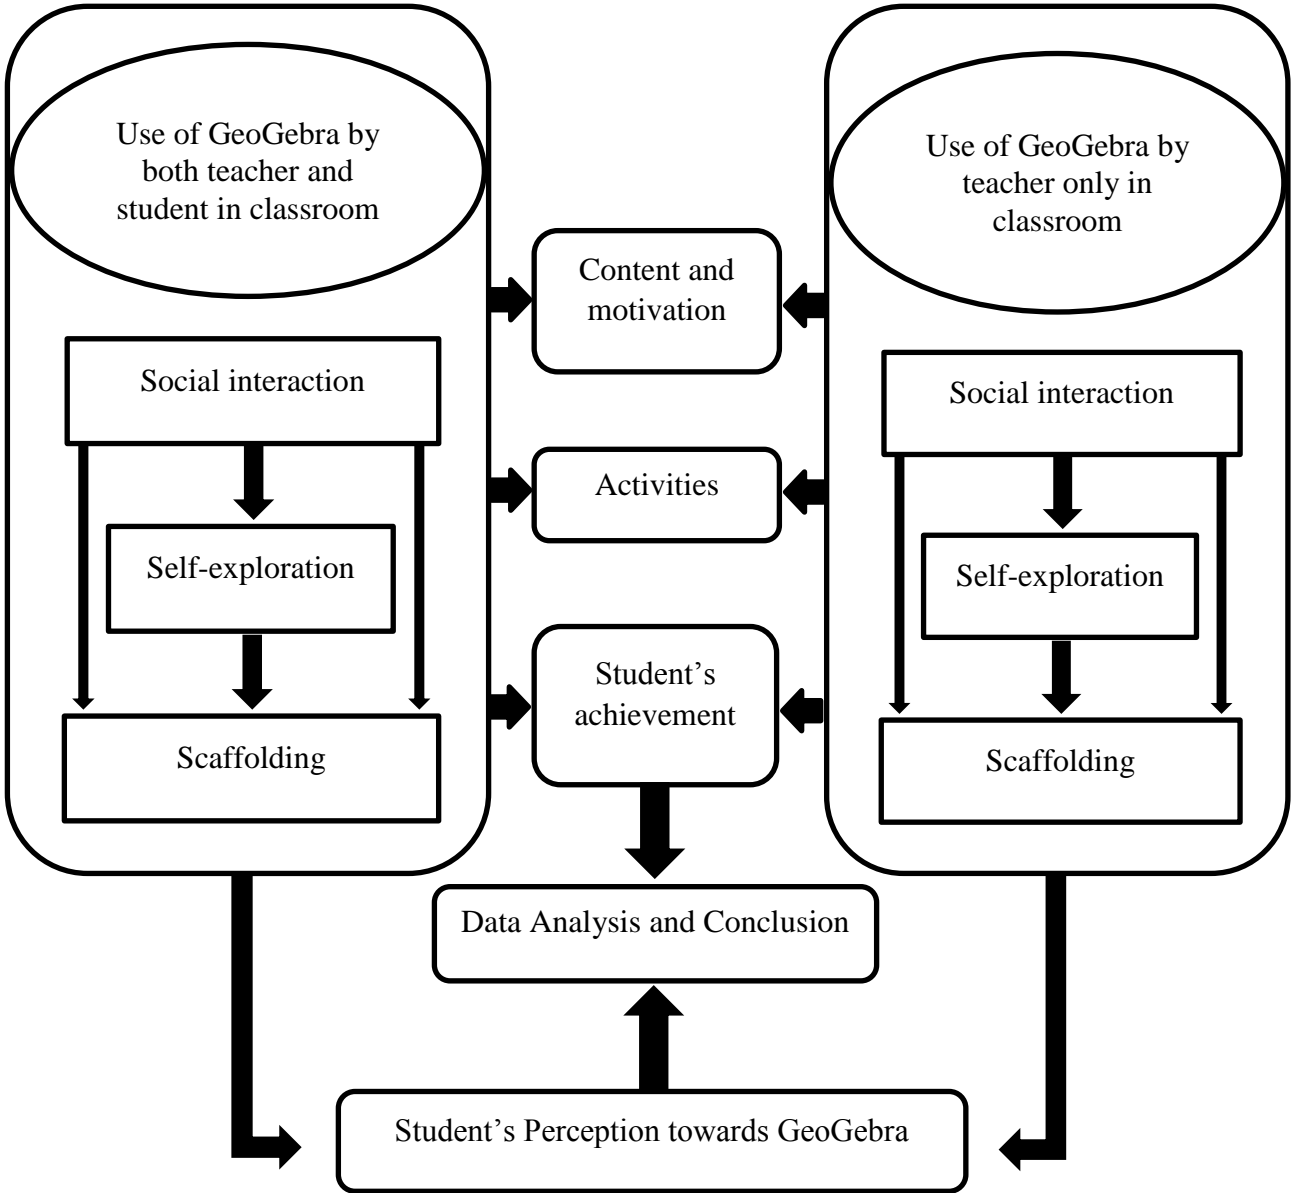 Use of GeoGebra by
both teacher and
student in classroom
Social interaction
Self-exploration
Scaffolding
Content and
motivation
Activities
Student’s
achievement
Use of GeoGebra by
teacher only in
classroom
Social interaction
Self-exploration
Scaffolding
Data Analysis and Conclusion
Student’s Perception towards GeoGebra